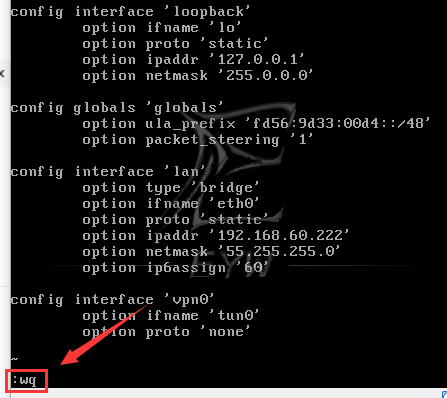 config interface 'loopback'
option ifname 'lo'
option proto 'static'
option ipaddr '127.0.0.1'
option netmask '255.0.0.0'
config globals 'globals'
option ula_prefix 'fd56:9d33:00d4::/48'
option packet_steering '1'
config interface 'lan'
option type 'bridge'
option ifname 'eth0'
option proto 'static'
option ipaddr '192.168.60.222'
option netmask '55.255.255.0'
option ip6assign '60'
EYW
config interface 'vpn0'
option ifname 'tun0'
option proto 'none'
~
:wq